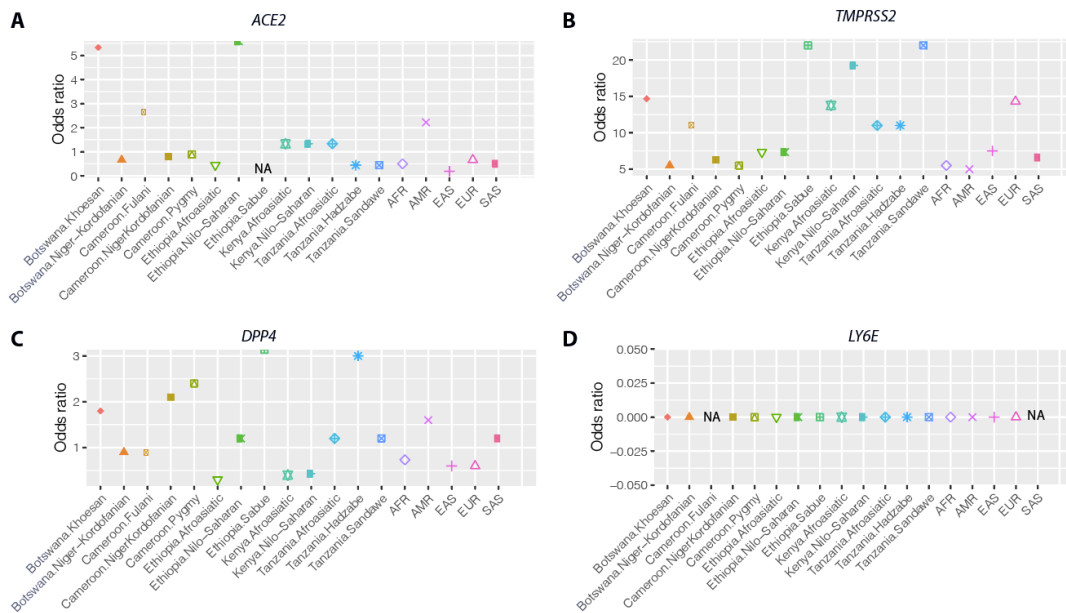 A
ACE2
Odds ratio
5
4
3
2
1
0
NA
Botswana.Khoesan
Botswana.Niger–Kordofanian
Cameroon.Fulani
Cameroon.NigerKordofanian
Cameroon.Pygmy
Ethiopia.Afroasiatic
Ethiopia.Nilo–Saharan
Ethiopia.Sabue
Kenya.Afroasiatic
Kenya.Nilo–Saharan
Tanzania.Afroasiatic
Tanzania.Hadzabe
Tanzania.Sandawe
AFR
AMR
EAS
EUR
SAS
B
TMPRSS2
Odds ratio
20
15
10
5
Botswana.Khoesan
Botswana.Niger–Kordofanian
Cameroon.Fulani
Cameroon.NigerKordofanian
Cameroon.Pygmy
Ethiopia.Afroasiatic
Ethiopia.Nilo–Saharan
Ethiopia.Sabue
Kenya.Afroasiatic
Kenya.Nilo–Saharan
Tanzania.Afroasiatic
Tanzania.Hadzabe
Tanzania.Sandawe
AFR
AMR
EAS
EUR
SAS
C
DPP4
Odds ratio
3
2
1
Botswana.Khoesan
Botswana.Niger–Kordofanian
Cameroon.Fulani
Cameroon.NigerKordofanian
Cameroon.Pygmy
Ethiopia.Afroasiatic
Ethiopia.Nilo–Saharan
Ethiopia.Sabue
Kenya.Afroasiatic
Kenya.Nilo–Saharan
Tanzania.Afroasiatic
Tanzania.Hadzabe
Tanzania.Sandawe
AFR
AMR
EAS
EUR
SAS
D
LY6E
Odds ratio
0.050
0.025
0.000
−0.025
−0.050
NA
NA
Botswana.Khoesan
Botswana.Niger–Kordofanian
Cameroon.Fulani
Cameroon.NigerKordofanian
Cameroon.Pygmy
Ethiopia.Afroasiatic
Ethiopia.Nilo–Saharan
Ethiopia.Sabue
Kenya.Afroasiatic
Kenya.Nilo–Saharan
Tanzania.Afroasiatic
Tanzania.Hadzabe
Tanzania.Sandawe
AFR
AMR
EAS
EUR
SAS